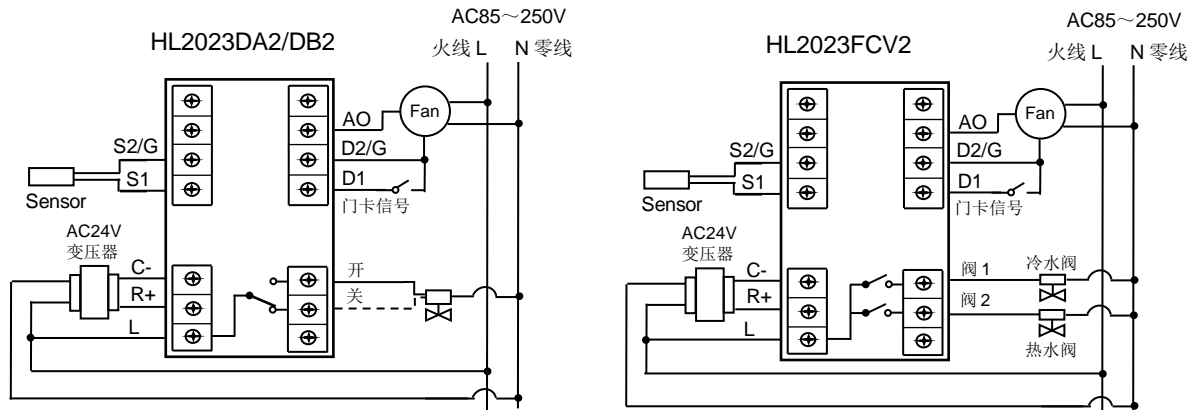 AC85～250V
HL2023DA2/DB2
火线 L
N 零线
Fan
AO
S2/G
D2/G
S1
D1
Sensor
门卡信号
AC24V
变压器
C-
开
R+
关
L
AC85～250V
HL2023FCV2
火线 L
N 零线
Fan
AO
S2/G
D2/G
S1
D1
Sensor
门卡信号
AC24V
变压器
C-
阀 1
冷水阀
R+
阀 2
L
热水阀